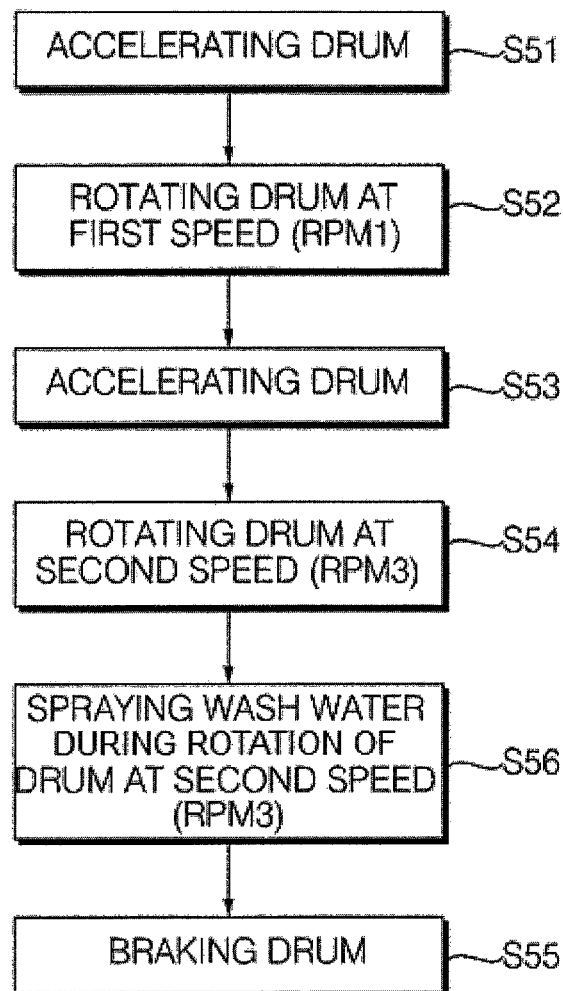 ACCELERATING DRUM
S51
ROTATING DRUM AT
FIRST SPEED (RPM1)
S52
ACCELERATING DRUM
S53
ROTATING DRUM AT
SECOND SPEED (RPM3)
S54
SPRAYING WASH WATER
DURING ROTATION OF
DRUM AT SECOND SPEED
(RPM3)
S56
BRAKING DRUM
S55